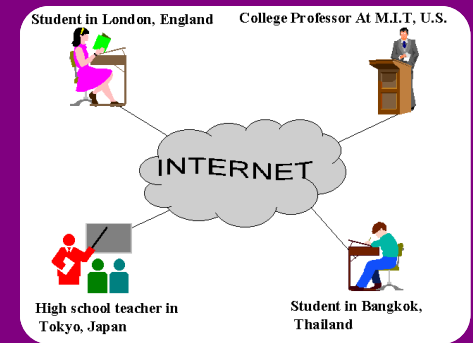 Student in London, England
College Professor At M.I.T, U.S.
INTERNET
High school teacher in
Tokyo, Japan
Student in Bangkok,
Thailand